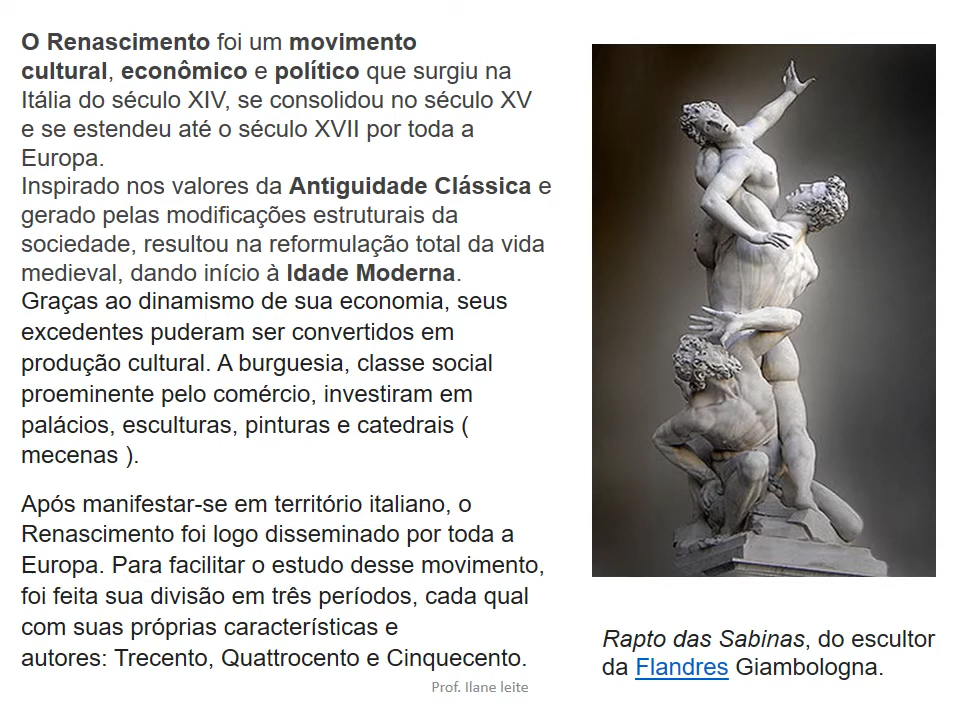 O Renascimento foi um movimento
cultural, econômico e político que surgiu na
Itália do século XIV, se consolidou no século XV
e se estendeu até o século XVII por toda a
Europa.
Inspirado nos valores da Antiguidade Clássica e
gerado pelas modificações estruturais da
sociedade, resultou na reformulação total da vida
medieval, dando início à Idade Moderna.
Graças ao dinamismo de sua economia, seus
excedentes puderam ser convertidos em
produção cultural. A burguesia, classe social
proeminente pelo comércio, investiram em
palácios, esculturas, pinturas e catedrais (
mecenas ).
Após manifestar-se em território italiano, o
Renascimento foi logo disseminado por toda a
Europa. Para facilitar o estudo desse movimento,
foi feita sua divisão em três períodos, cada qual
com suas próprias características e
autores: Trecento, Quattrocento e Cinquecento.
Prof. Ilane leite
Rapto das Sabinas, do escultor
da Flandres Giambologna.